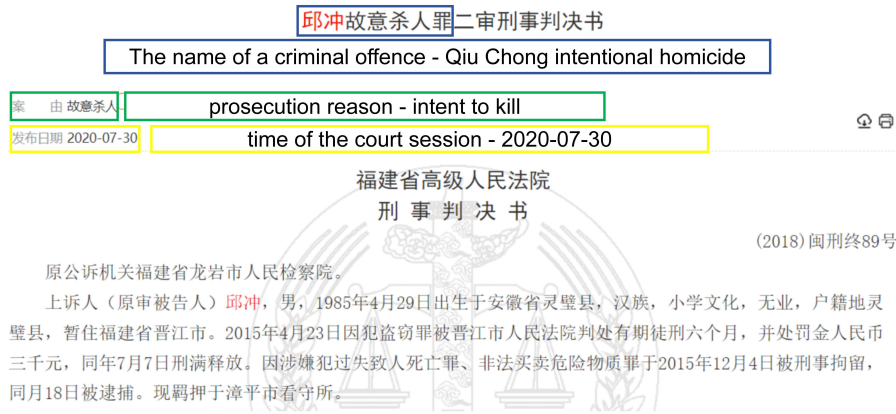 邱冲故意杀人罪二审刑事判决书
The name of a criminal offence - Qiu Chong intentional homicide
案 由 故意杀人
prosecution reason - intent to kill
发布日期 2020-07-30
time of the court session - 2020-07-30
福建省高级人民法院
刑 事 判 决 书
(2018)闽刑终89号
原公诉机关福建省龙岩市人民检察院。
上诉人（原审被告人）邱冲，男，1985年4月29日出生于安徽省灵璧县，汉族，小学文化，无业，户籍地灵
璧县，暂住福建省晋江市。2015年4月23日因犯盗窃罪被晋江市人民法院判处有期徒刑六个月，并处罚金人民币
三千元，同年7月7日刑满释放。因涉嫌犯过失致人死亡罪、非法买卖危险物质罪于2015年12月4日被刑事拘留，
同月18日被逮捕。现羁押于漳平市看守所。